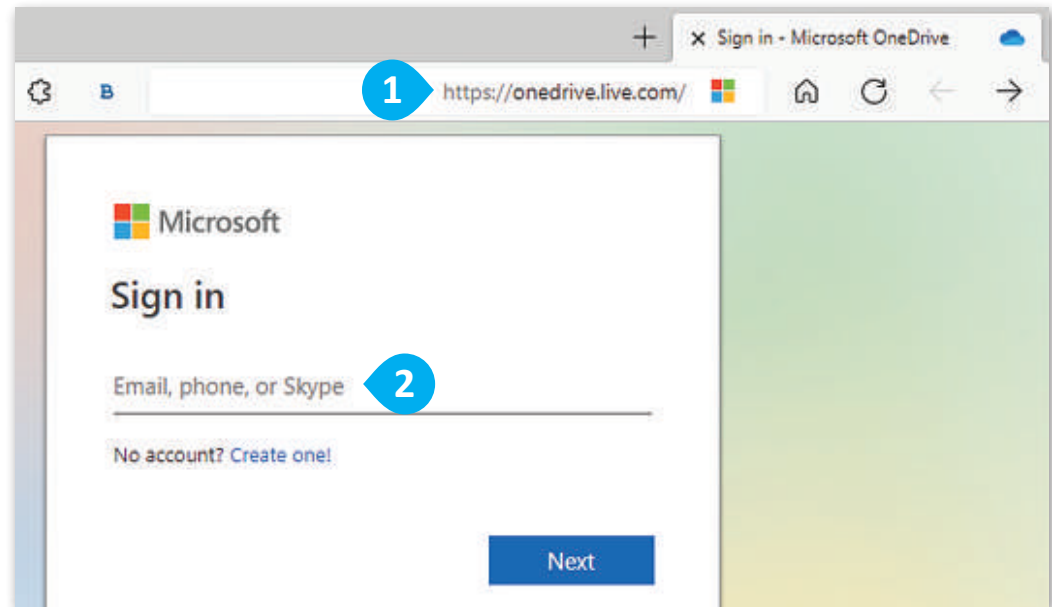 + × Sign in - Microsoft OneDrive
B 1 https://onedrive.live.com/
Microsoft
Sign in
Email, phone, or Skype 2
No account? Create one!
Next